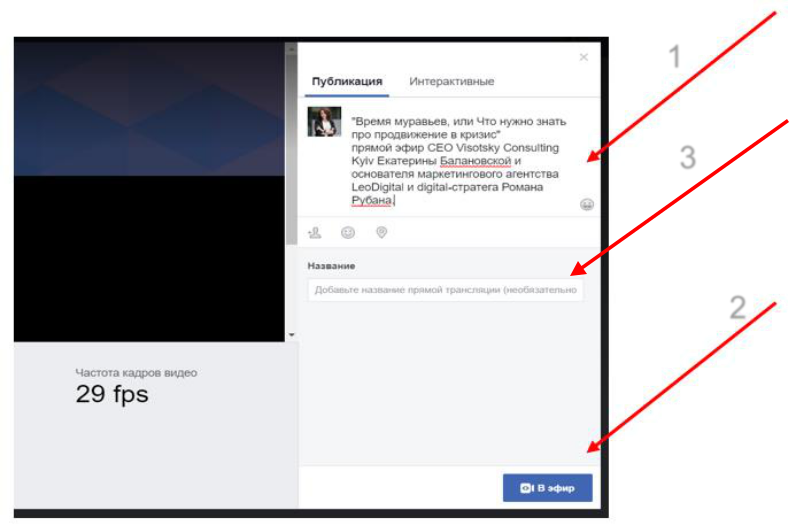 Публикация Интерактивные
"Время муравьев, или Что нужно знать
про продвижение в кризис"
прямой эфир CEO Visotsky Consulting
Kyiv Екатерины Балановской и
основателя маркетингового агентства
LeoDigital и digital-стратега Романа
Рубана.
Название
Добавьте название прямой трансляции (необязательно
Частота кадров видео
29 fps
В эфир
1
3
2